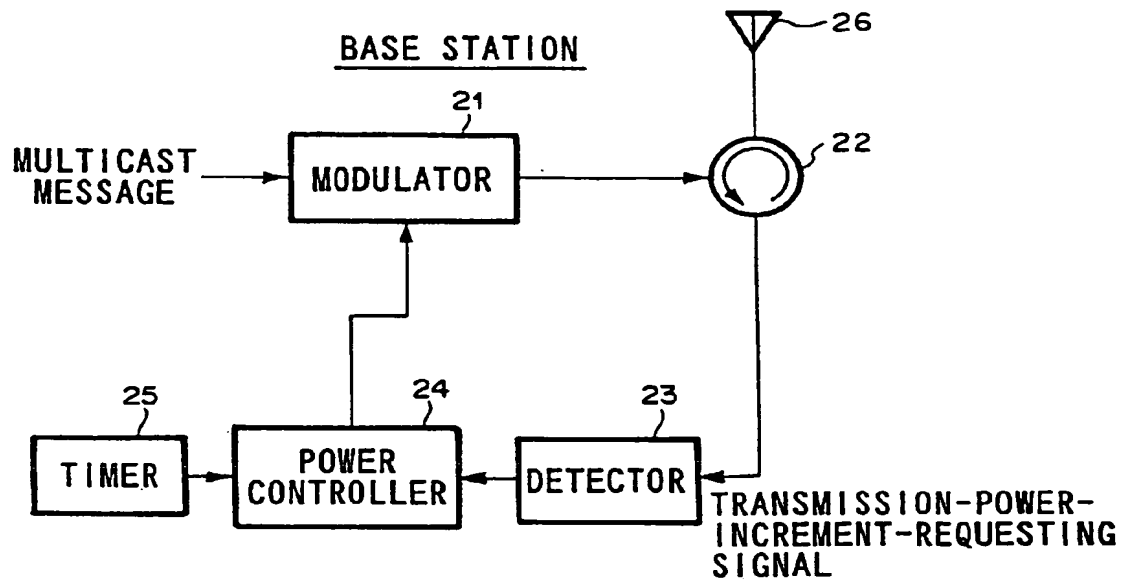 BASE STATION
26
21
22
MULTICAST
MESSAGE
MODULATOR
25
24
23
TIMER
POWER
CONTROLLER
DETECTOR
TRANSMISSION-POWER-
INCREMENT-REQUESTING
SIGNAL